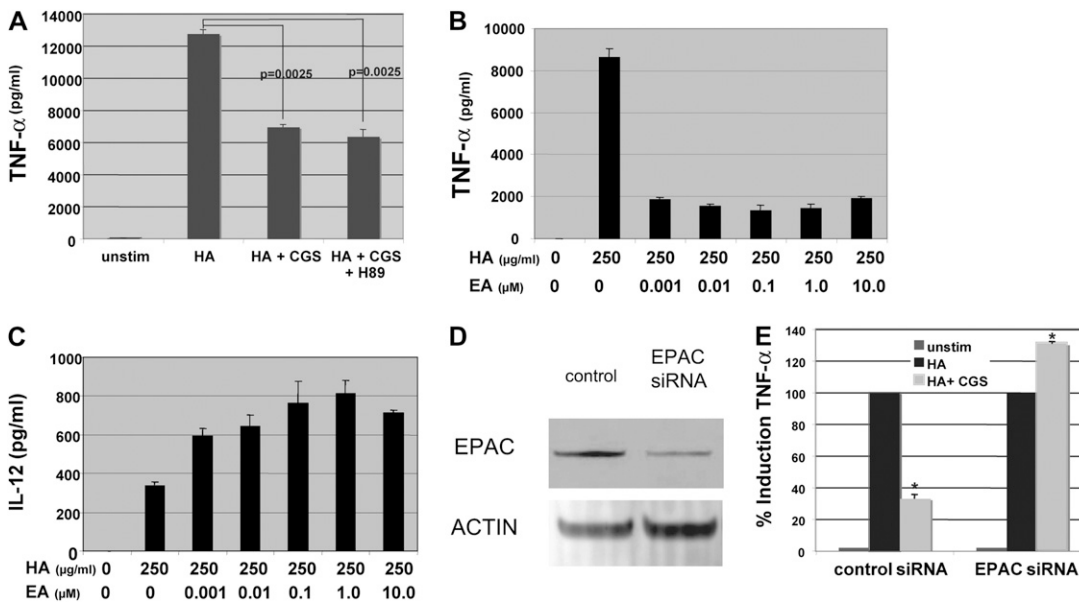 A
TNF-α (pg/ml)
14000
12000
10000
8000
6000
4000
2000
0
p=0.0025
p=0.0025
unstim
HA
HA + CGS
HA + CGS
+ H89
B
TNF-α (pg/ml)
10000
8000
6000
4000
2000
0
HA (µg/ml) 0 250 250 250 250 250 250
EA (µM) 0 0 0.001 0.01 0.1 1.0 10.0
C
IL-12 (pg/ml)
1000
800
600
400
200
0
HA (µg/ml) 0 250 250 250 250 250 250
EA (µM) 0 0 0.001 0.01 0.1 1.0 10.0
D
control
EPAC
siRNA
EPAC
ACTIN
E
% Induction TNF-α
140
120
100
80
60
40
20
0
unstim
HA
HA+ CGS
*
*
control siRNA
EPAC siRNA